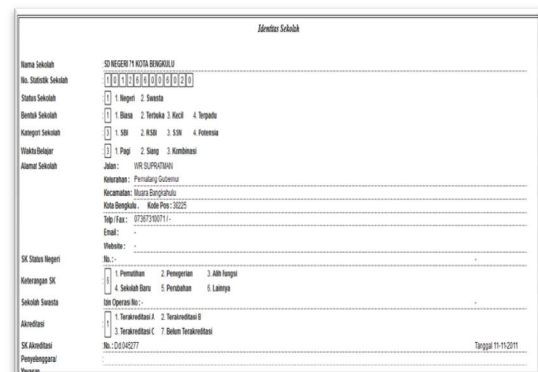 Identitas Sekolah
Nama Sekolah : SD NEGERI 71 KOTA BENGKULU
No. Statistik Sekolah : 1 0 1 2 6 6 0 0 6 0 2 0
Status Sekolah : 1 1. Negeri 2. Swasta
Bentuk Sekolah : 1 1. Biasa 2. Terbuka 3. Kecil 4. Terpadu
Kategori Sekolah : 3 1. SBI 2. RSBI 3. SSN 4. Potensia
Waktu Belajar : 3 1. Pagi 2. Siang 3. Kombinasi
Alamat Sekolah Jalan : WR.SUPRATMAN
Kelurahan : Pematang Gubernur
Kecamatan : Muara Bangkahulu
Kota Bengkulu . Kode Pos : 38225
Telp / Fax : 07367310071 / -
Email : -
Website : -
SK Status Negeri :No. : - -
Keterangan SK : 6 1. Pemutihan 2. Penegerian 3. Alih fungsi
4. Sekolah Baru 5. Perubahan 6. Lainnya
Sekolah Swasta Izin Operasi No : - -
Akreditasi : 1 1. Terakreditasi A 2. Terakreditasi B
3. Terakreditasi C 7. Belum Terakreditasi
SK Akreditasi :No. : Dd.045277 Tanggal 11-11-2011
Penyelenggara/ :
Yayasan